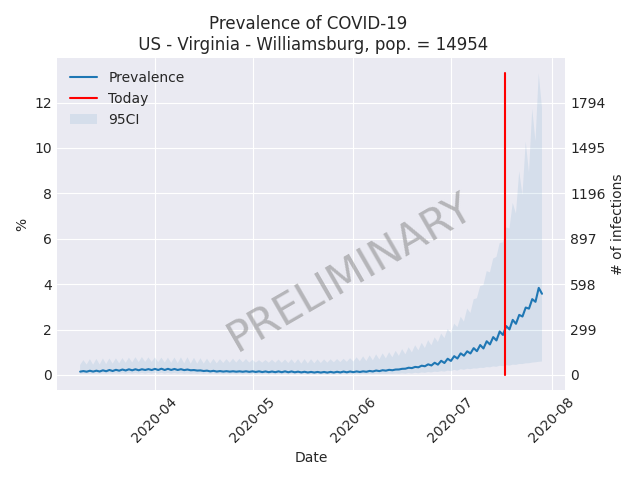 Prevalence of COVID-19
US - Virginia - Williamsburg, pop. = 14954
Prevalence
Today
95CI
12
10
8
6
4
2
0
%
1794
1495
1196
897
598
299
0
# of infections
PRELIMINARY
2020-04
2020-05
2020-06
2020-07
2020-08
Date